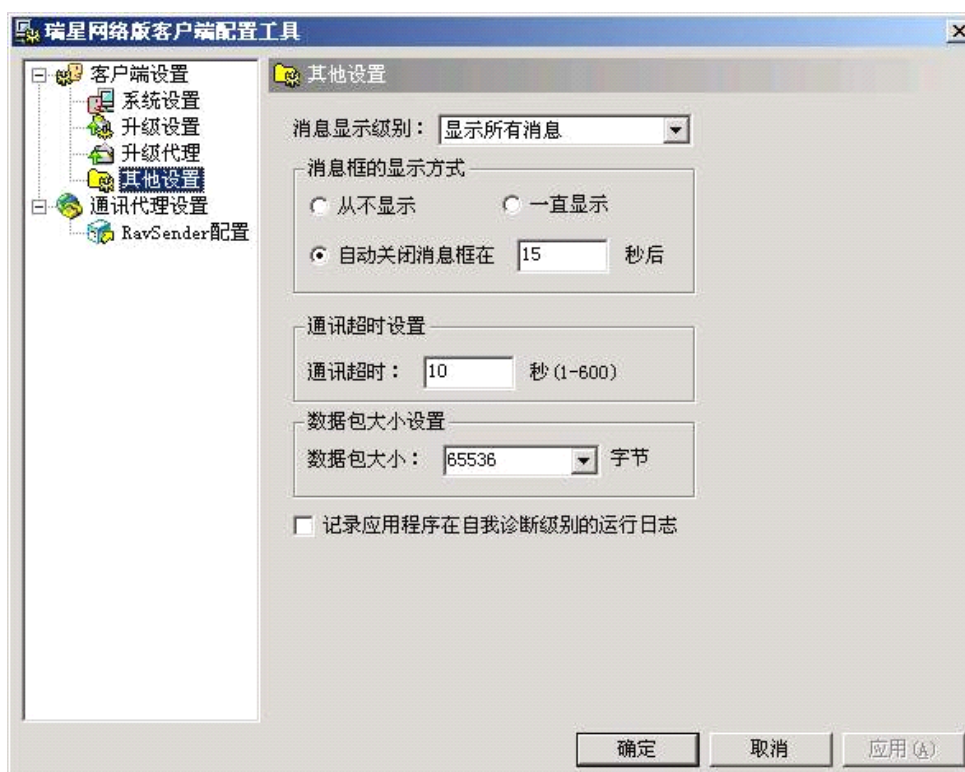 瑞星网络版客户端配置工具
客户端设置
系统设置
升级设置
升级代理
其他设置
通讯代理设置
RavSender配置
其他设置
消息显示级别： 显示所有消息
消息框的显示方式
从不显示 一直显示
自动关闭消息框在 15 秒后
通讯超时设置
通讯超时： 10 秒(1-600)
数据包大小设置
数据包大小： 65536 字节
记录应用程序在自我诊断级别的运行日志
确定 取消 应用(A)